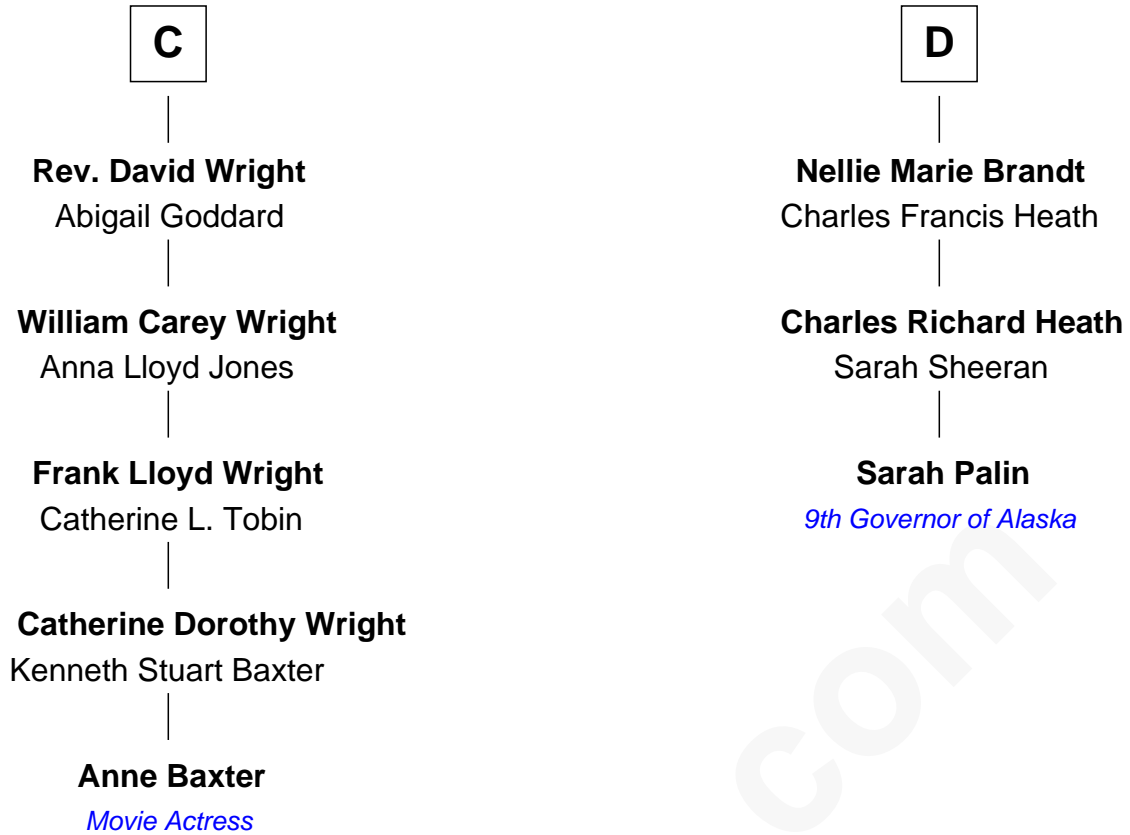 C
Rev. David Wright
Abigail Goddard
William Carey Wright
Anna Lloyd Jones
Frank Lloyd Wright
Catherine L. Tobin
Catherine Dorothy Wright
Kenneth Stuart Baxter
Anne Baxter
Movie Actress
D
Nellie Marie Brandt
Charles Francis Heath
Charles Richard Heath
Sarah Sheeran
Sarah Palin
9th Governor of Alaska
com